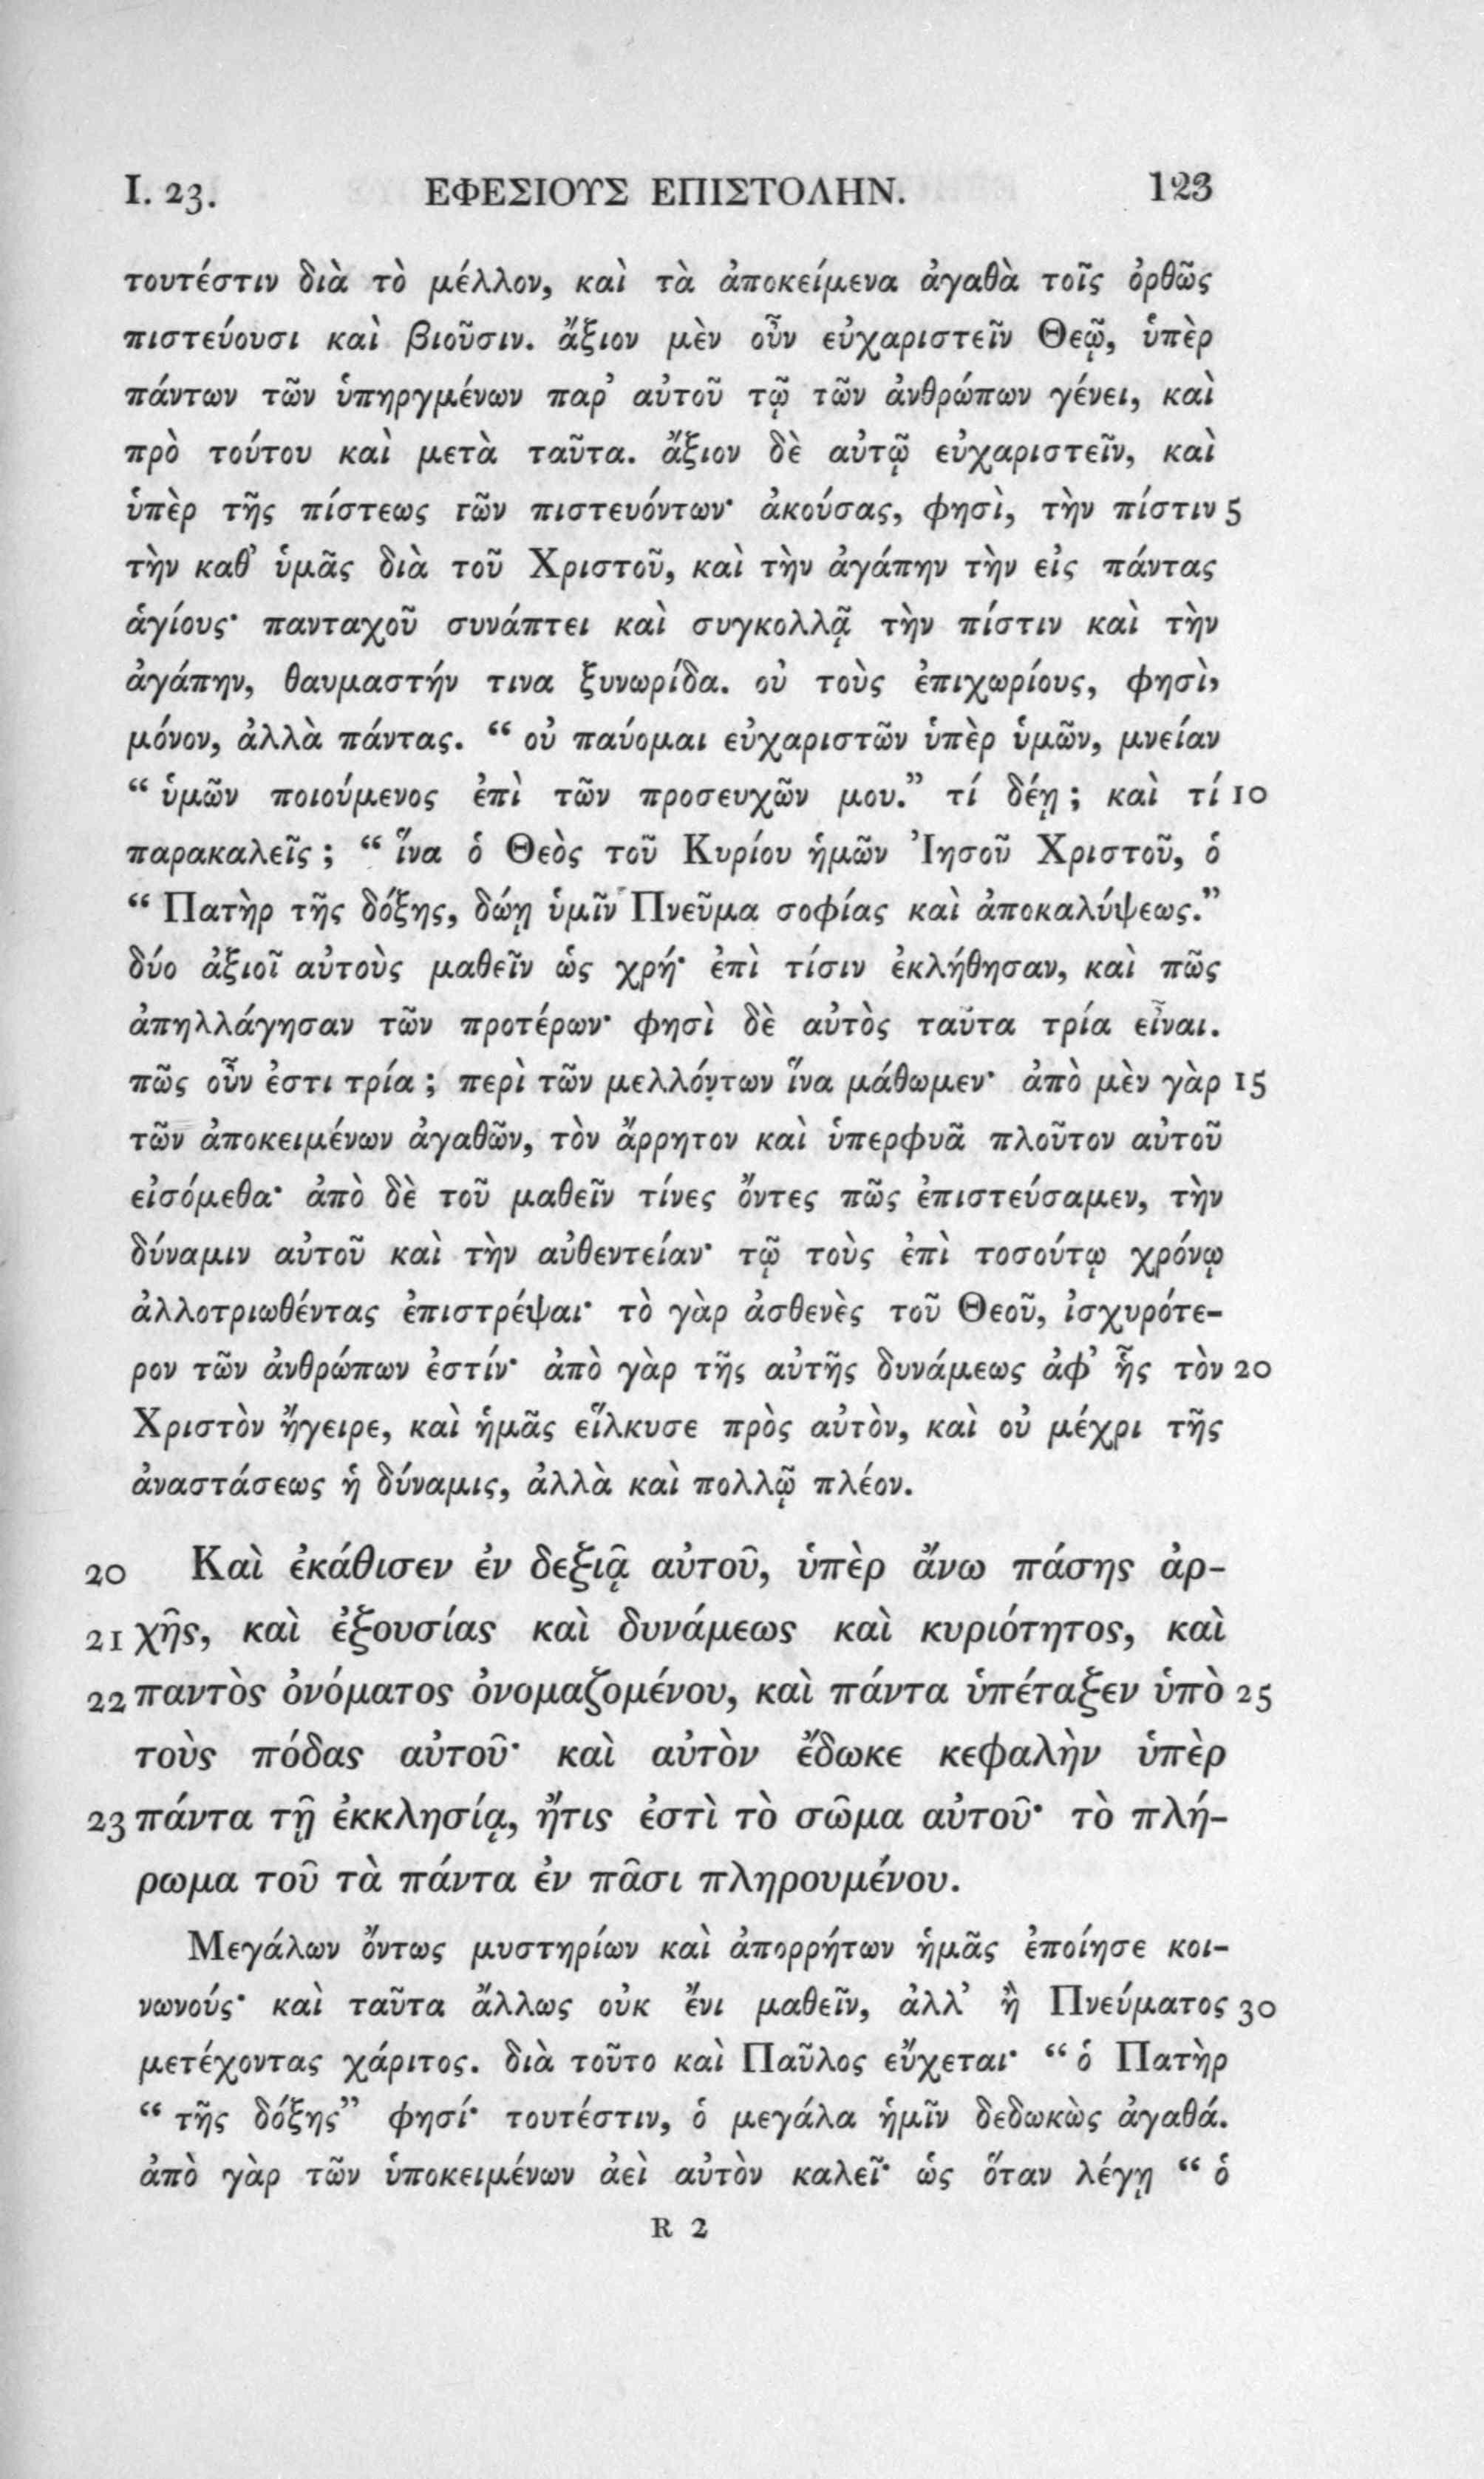 I. 23. ΕΦΕΣΙΟΥΣ ΕΠΙΣΤΟΛΗΝ. 123
τουτέστιν διὰ τὸ μέλλον, καὶ τὰ ἀποκείμενα ἀγαθὰ τοῖς ὀρθῶς
πιστεύουσι καὶ βιοῦσιν. ἄξιον μὲν οὖν εὐχαριστεῖν Θεῷ, ὑπὲρ
πάντων τῶν ὑπηργμένων παρ’ αὐτοῦ τῷ τῶν ἀνθρώπων γένει, καὶ
πρὸ τούτου καὶ μετὰ ταῦτα. ἄξιον δὲ αὐτῷ εὐχαριστεῖν, καὶ
ὑπὲρ τῆς πίστεως τῶν πιστευόντων· ἀκούσας, φησὶ, τὴν πίστιν 5
τὴν καθ’ ὑμᾶς διὰ τοῦ Χριστοῦ, καὶ τὴν ἀγάπην τὴν εἰς πάντας
ἁγίους· πανταχοῦ συνάπτει καὶ συγκολλᾷ τὴν πίστιν καὶ τὴν
ἀγάπην, θαυμαστήν τινα ξυνωρίδα. οὐ τοὺς ἐπιχωρίους, φησὶ,
μόνον, ἀλλὰ πάντας. “ οὐ παύομαι εὐχαριστῶν ὑπὲρ ὑμῶν, μνείαν
“ ὑμῶν ποιούμενος ἐπὶ τῶν προσευχῶν μου.” τί δέῃ ; καὶ τί 10
παρακαλεῖς ; “ ἵνα ὁ Θεὸς τοῦ Κυρίου ἡμῶν Ἰησοῦ Χριστοῦ, ὁ
“ Πατὴρ τῆς δόξης, δώῃ ὑμῖν Πνεῦμα σοφίας καὶ ἀποκαλύψεως.”
δύο ἀξιοῖ αὐτοὺς μαθεῖν ὡς χρή· ἐπὶ τίσιν ἐκλήθησαν, καὶ πῶς
ἀπηλλάγησαν τῶν προτέρων· φησὶ δὲ αὐτὸς ταῦτα τρία εἶναι.
πῶς οὖν ἐστι τρία ; περὶ τῶν μελλόντων ἵνα μάθωμεν· ἀπὸ μὲν γὰρ 15
τῶν ἀποκειμένων ἀγαθῶν, τὸν ἄρρητον καὶ ὑπερφυᾶ πλοῦτον αὐτοῦ
εἰσόμεθα· ἀπὸ δὲ τοῦ μαθεῖν τίνες ὄντες πῶς ἐπιστεύσαμεν, τὴν
δύναμιν αὐτοῦ καὶ τὴν αὐθεντείαν· τῷ τοὺς ἐπὶ τοσούτῳ χρόνῳ
ἀλλοτριωθέντας ἐπιστρέψαι· τὸ γὰρ ἀσθενὲς τοῦ Θεοῦ, ἰσχυρότε-
ρον τῶν ἀνθρώπων ἐστίν· ἀπὸ γὰρ τῆς αὐτῆς δυνάμεως ἀφ’ ἧς τὸν 20
Χριστὸν ἤγειρε, καὶ ἡμᾶς εἵλκυσε πρὸς αὐτὸν, καὶ οὐ μέχρι τῆς
ἀναστάσεως ἡ δύναμις, ἀλλὰ καὶ πολλῷ πλέον.
20 Καὶ ἐκάθισεν ἐν δεξιᾷ αὐτοῦ, ὑπὲρ ἄνω πάσης ἀρ-
21 χῆς, καὶ ἐξουσίας καὶ δυνάμεως καὶ κυριότητος, καὶ
22 παντὸς ὀνόματος ὀνομαζομένου, καὶ πάντα ὑπέταξεν ὑπὸ 25
τοὺς πόδας αὐτοῦ· καὶ αὐτὸν ἔδωκε κεφαλὴν ὑπὲρ
23 πάντα τῇ ἐκκλησίᾳ, ἥτις ἐστὶ τὸ σῶμα αὐτοῦ· τὸ πλή-
ρωμα τοῦ τὰ πάντα ἐν πᾶσι πληρουμένου.
Μεγάλων ὄντως μυστηρίων καὶ ἀπορρήτων ἡμᾶς ἐποίησε κοι-
νωνούς· καὶ ταῦτα ἄλλως οὐκ ἔνι μαθεῖν, ἀλλ’ ἢ Πνεύματος 30
μετέχοντας χάριτος. διὰ τοῦτο καὶ Παῦλος εὔχεται· “ ὁ Πατὴρ
“ τῆς δόξης” φησί· τουτέστιν, ὁ μεγάλα ἡμῖν δεδωκὼς ἀγαθά.
ἀπὸ γὰρ τῶν ὑποκειμένων ἀεὶ αὐτὸν καλεῖ· ὡς ὅταν λέγῃ “ ὁ
R 2